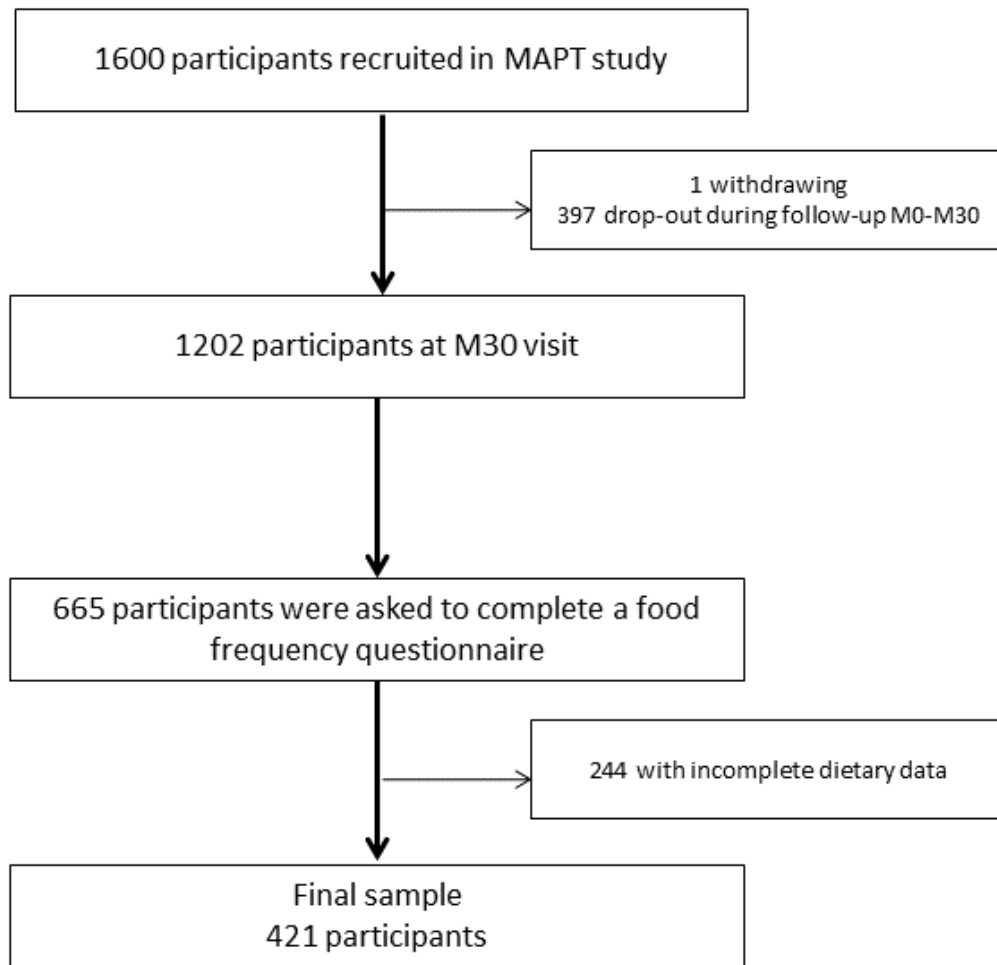 1600 participants recruited in MAPT study
1 withdrawing
397 drop-out during follow-up M0-M30
1202 participants at M30 visit
665 participants were asked to complete a food
frequency questionnaire
244 with incomplete dietary data
Final sample
421 participants